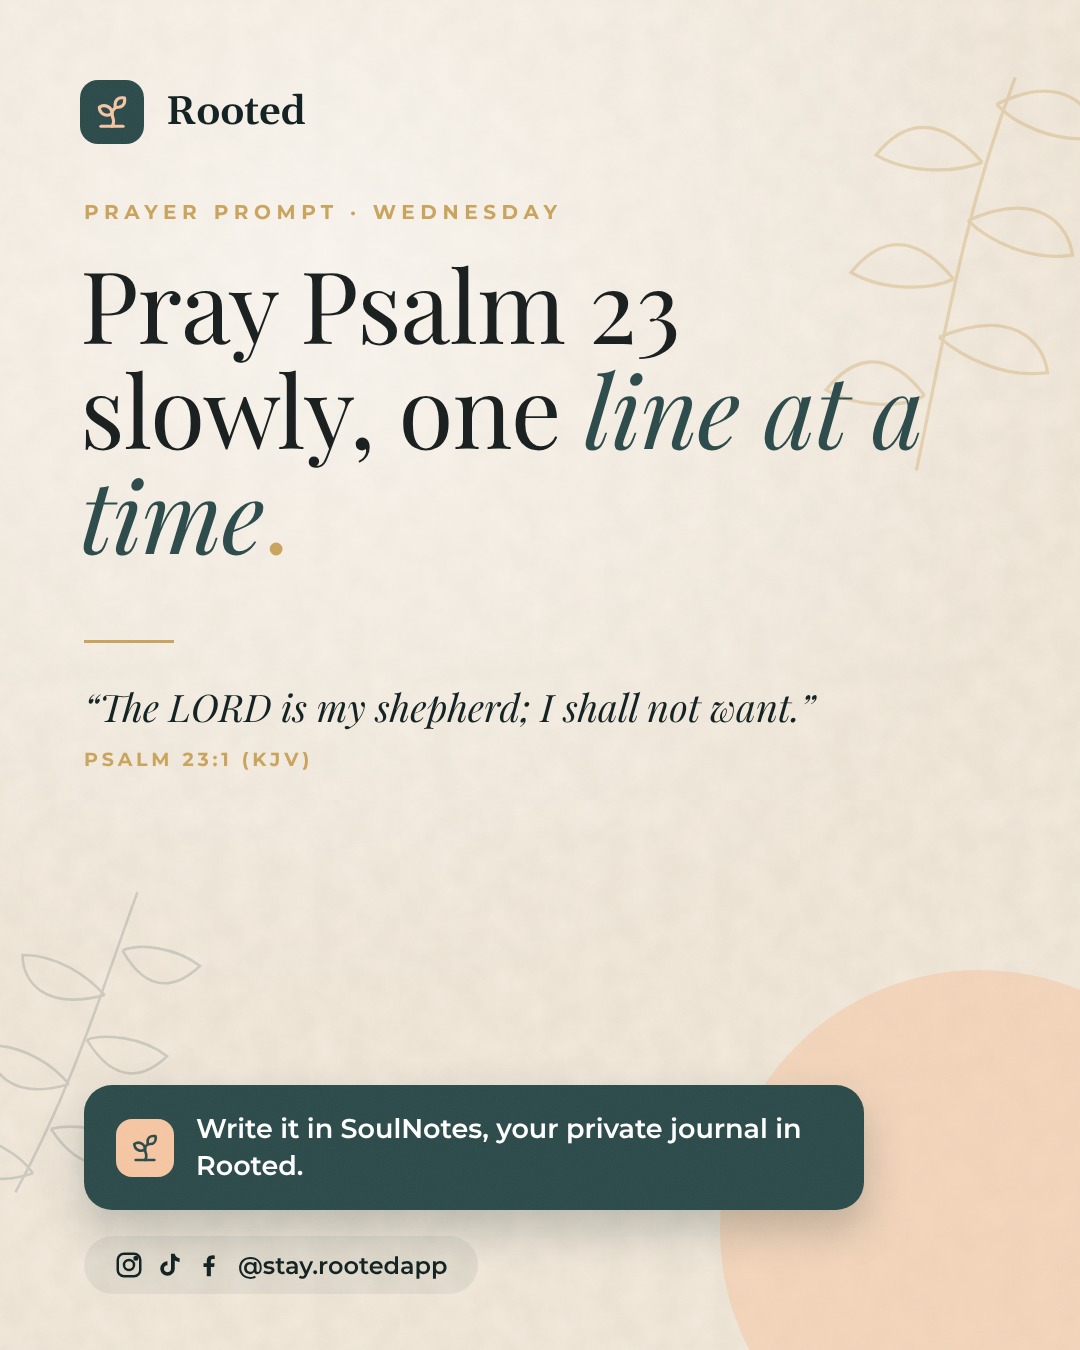 Rooted
PRAYER PROMPT · WEDNESDAY
Pray Psalm 23
slowly, one line at a
time.
“The LORD is my shepherd; I shall not want.”
PSALM 23:1 (KJV)
Write it in SoulNotes, your private journal in
Rooted.
@stay.rootedapp